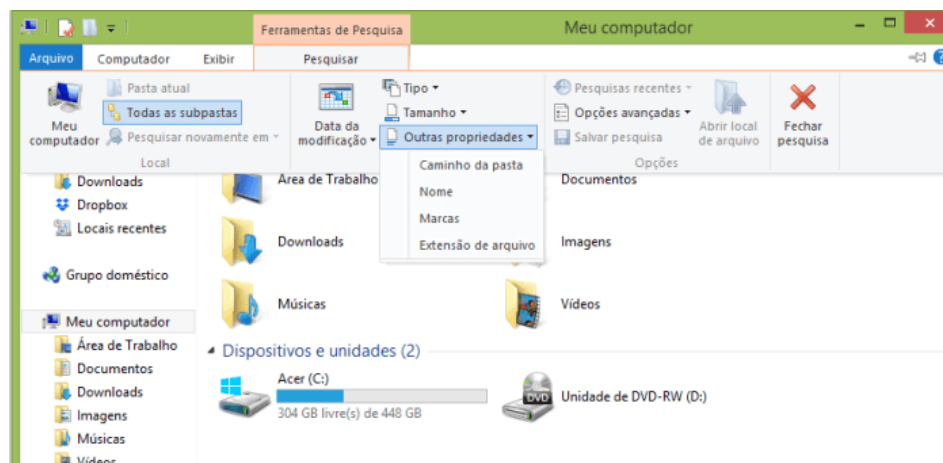 Ferramentas de Pesquisa
Meu computador
Arquivo Computador Exibir Pesquisar
Meu computador
Pasta atual
Todas as subpastas
Pesquisar novamente em
Local
Data da modificação
Tipo
Tamanho
Outras propriedades
Caminho da pasta
Nome
Marcas
Extensão de arquivo
Pesquisas recentes
Opções avançadas
Salvar pesquisa
Abrir local de arquivo
Opções
Fechar pesquisa
Downloads
Dropbox
Locais recentes
Grupo doméstico
Meu computador
Área de Trabalho
Documentos
Downloads
Imagens
Músicas
Vídeos
Área de Trabalho
Documentos
Downloads
Imagens
Músicas
Vídeos
Dispositivos e unidades (2)
Acer (C:)
304 GB livre(s) de 448 GB
DVD
Unidade de DVD-RW (D:)